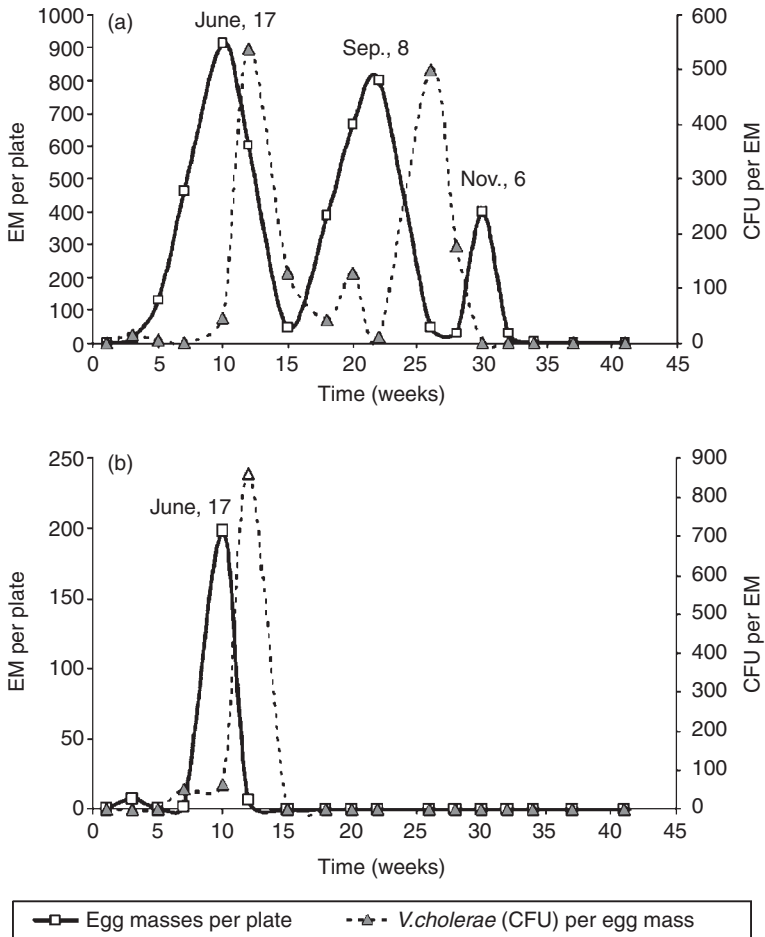 (a)
June, 17
Sep., 8
Nov., 6
1000
900
800
700
600
500
400
300
200
100
0
EM per plate
600
500
400
300
200
100
0
CFU per EM
0 5 10 15 20 25 30 35 40 45
Time (weeks)
(b)
June, 17
250
200
150
100
50
0
EM per plate
900
800
700
600
500
400
300
200
100
0
CFU per EM
0 5 10 15 20 25 30 35 40 45
Time (weeks)
Egg masses per plate
V.cholerae (CFU) per egg mass